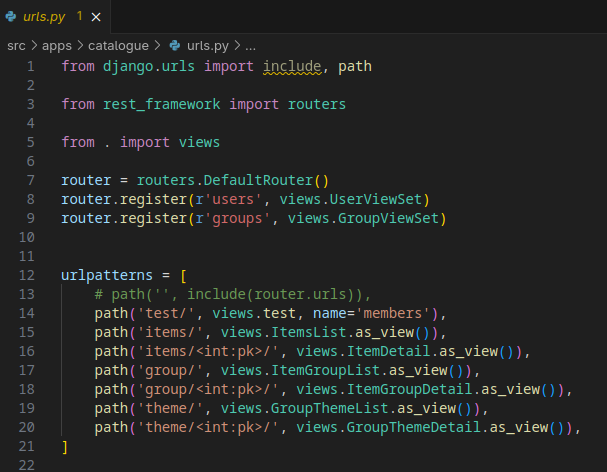 urls.py 1 ×
src > apps > catalogue > urls.py > ...
1 from django.urls import include, path
2
3 from rest_framework import routers
4
5 from . import views
6
7 router = routers.DefaultRouter()
8 router.register(r'users', views.UserViewSet)
9 router.register(r'groups', views.GroupViewSet)
10
11
12 urlpatterns = [
13     # path('', include(router.urls)),
14     path('test/', views.test, name='members'),
15     path('items/', views.ItemsList.as_view()),
16     path('items/<int:pk>/', views.ItemDetail.as_view()),
17     path('group/', views.ItemGroupList.as_view()),
18     path('group/<int:pk>/', views.ItemGroupDetail.as_view()),
19     path('theme/', views.GroupThemeList.as_view()),
20     path('theme/<int:pk>/', views.GroupThemeDetail.as_view()),
21 ]
22